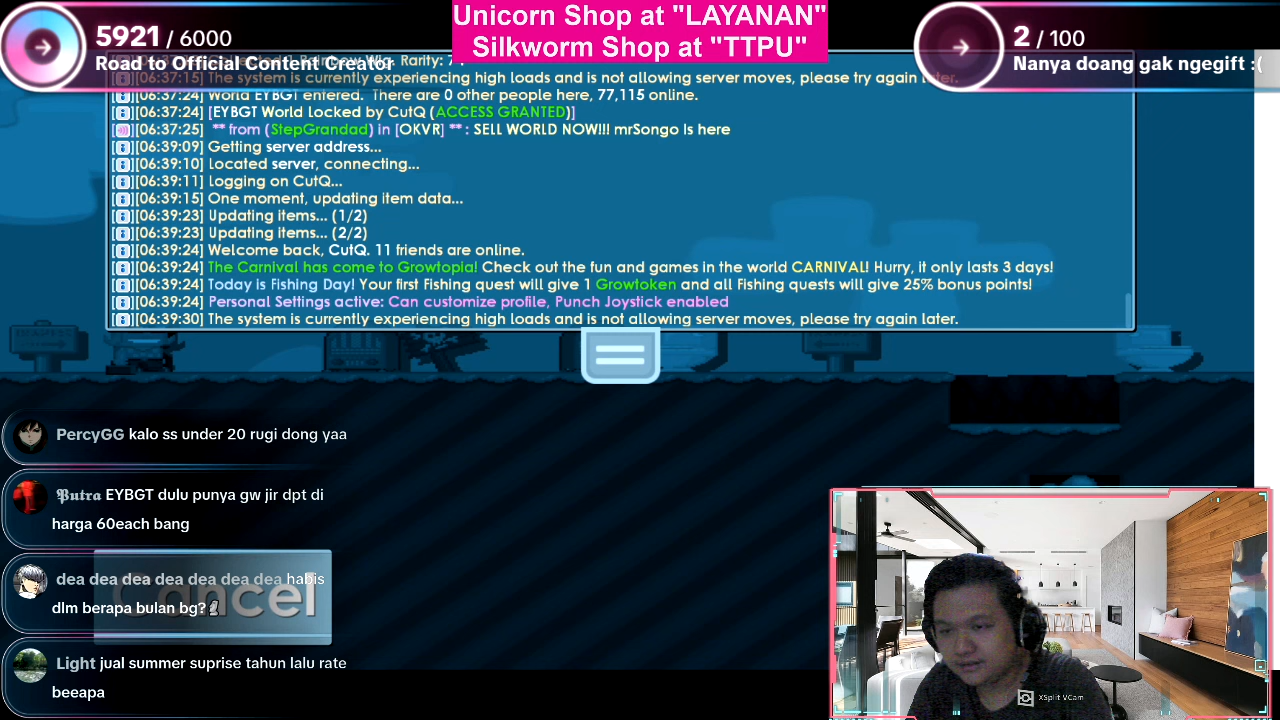 Unicorn Shop at "LAYANAN"
Silkworm Shop at "TTPU"
5921 / 6000
Road to Official Content Creator
2 / 100
Nanya doang gak ngegift :(
Rarity: 7
[06:37:15] The system is currently experiencing high loads and is not allowing server moves, please try again later.
[06:37:24] World EYBGT entered. There are 0 other people here, 77,115 online.
[06:37:24] [EYBGT World Locked by CutQ (ACCESS GRANTED)]
[06:37:25] ** from (StepGrandad) in [OKVR] ** : SELL WORLD NOW!!! mrSongo Is here
[06:39:09] Getting server address...
[06:39:10] Located server, connecting...
[06:39:11] Logging on CutQ...
[06:39:15] One moment, updating item data...
[06:39:23] Updating items... (1/2)
[06:39:23] Updating items... (2/2)
[06:39:24] Welcome back, CutQ. 11 friends are online.
[06:39:24] The Carnival has come to Growtopia! Check out the fun and games in the world CARNIVAL! Hurry, it only lasts 3 days!
[06:39:24] Today is Fishing Day! Your first Fishing quest will give 1 Growtoken and all Fishing quests will give 25% bonus points!
[06:39:24] Personal Settings active: Can customize profile, Punch Joystick enabled
[06:39:30] The system is currently experiencing high loads and is not allowing server moves, please try again later.
PercyGG kalo ss under 20 rugi dong yaa
𝕻𝖚𝖙𝖗𝖆 EYBGT dulu punya gw jir dpt di
harga 60each bang
dea dea dea dea dea dea dea habis
dlm berapa bulan bg?🗿
Cancel
Light jual summer suprise tahun lalu rate
beeapa
XSplit VCam